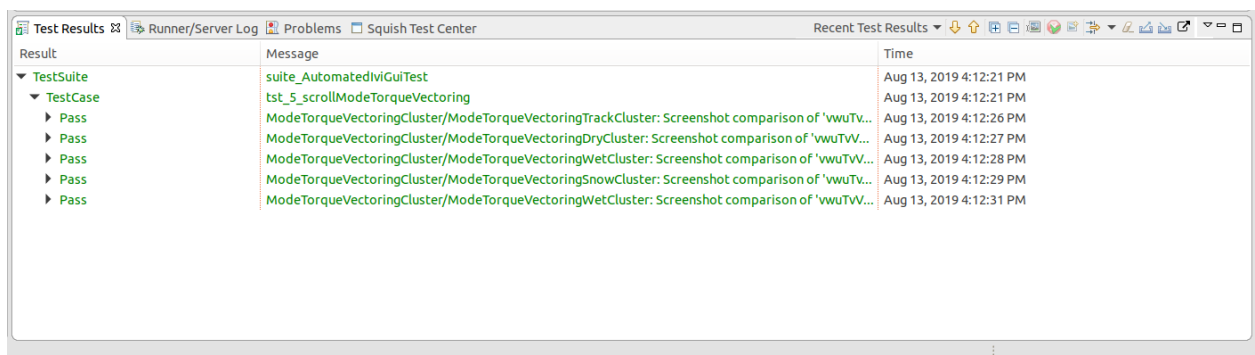 Test Results Runner/Server Log Problems Squish Test Center Recent Test Results
Result Message Time
TestSuite suite_AutomatedIviGuiTest Aug 13, 2019 4:12:21 PM
TestCase tst_5_scrollModeTorqueVectoring Aug 13, 2019 4:12:21 PM
Pass ModeTorqueVectoringCluster/ModeTorqueVectoringTrackCluster: Screenshot comparison of 'vwuTv... Aug 13, 2019 4:12:26 PM
Pass ModeTorqueVectoringCluster/ModeTorqueVectoringDryCluster: Screenshot comparison of 'vwuTvV... Aug 13, 2019 4:12:27 PM
Pass ModeTorqueVectoringCluster/ModeTorqueVectoringWetCluster: Screenshot comparison of 'vwuTvV... Aug 13, 2019 4:12:28 PM
Pass ModeTorqueVectoringCluster/ModeTorqueVectoringSnowCluster: Screenshot comparison of 'vwuTv... Aug 13, 2019 4:12:29 PM
Pass ModeTorqueVectoringCluster/ModeTorqueVectoringWetCluster: Screenshot comparison of 'vwuTvV... Aug 13, 2019 4:12:31 PM